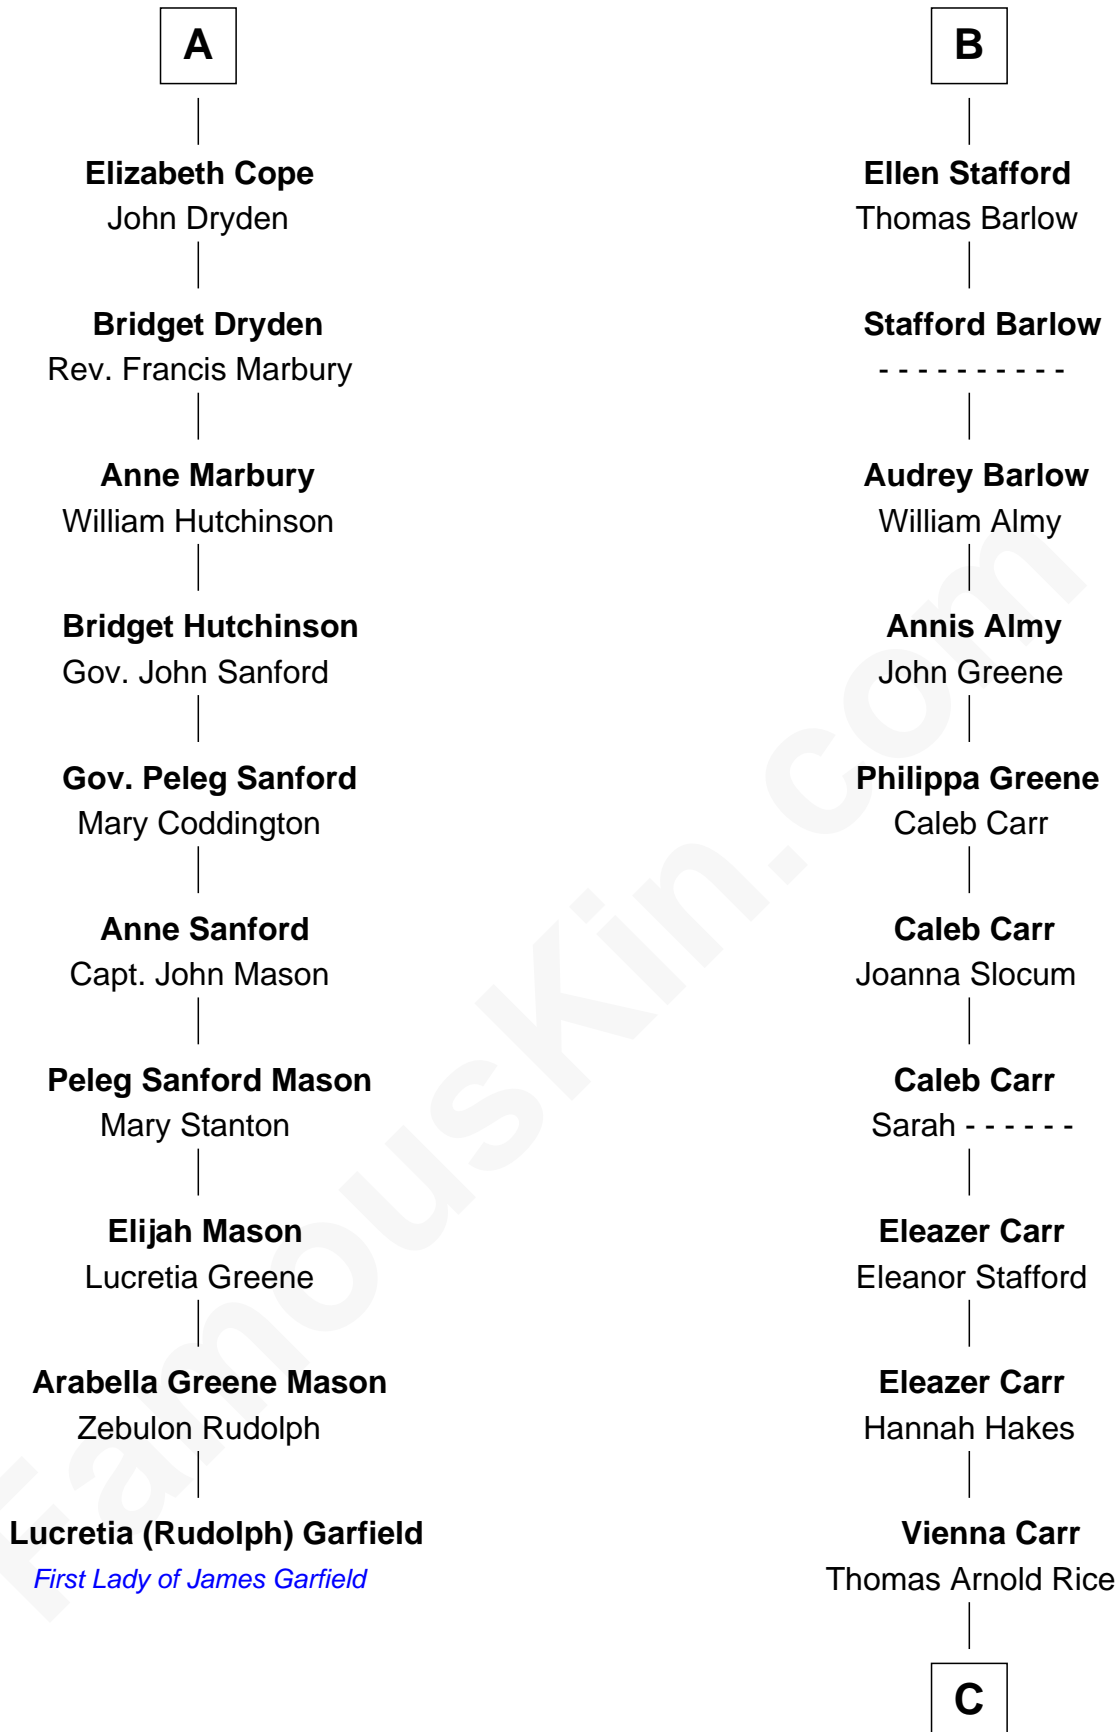 A
Elizabeth Cope
John Dryden
Bridget Dryden
Rev. Francis Marbury
Anne Marbury
William Hutchinson
Bridget Hutchinson
Gov. John Sanford
Gov. Peleg Sanford
Mary Coddington
Anne Sanford
Capt. John Mason
Peleg Sanford Mason
Mary Stanton
Elijah Mason
Lucretia Greene
Arabella Greene Mason
Zebulon Rudolph
Lucretia (Rudolph) Garfield
First Lady of James Garfield
B
Ellen Stafford
Thomas Barlow
Stafford Barlow
- - - - - - - - - -
Audrey Barlow
William Almy
Annis Almy
John Greene
Philippa Greene
Caleb Carr
Caleb Carr
Joanna Slocum
Caleb Carr
Sarah - - - - - -
Eleazer Carr
Eleanor Stafford
Eleazer Carr
Hannah Hakes
Vienna Carr
Thomas Arnold Rice
C
FamousKin.com